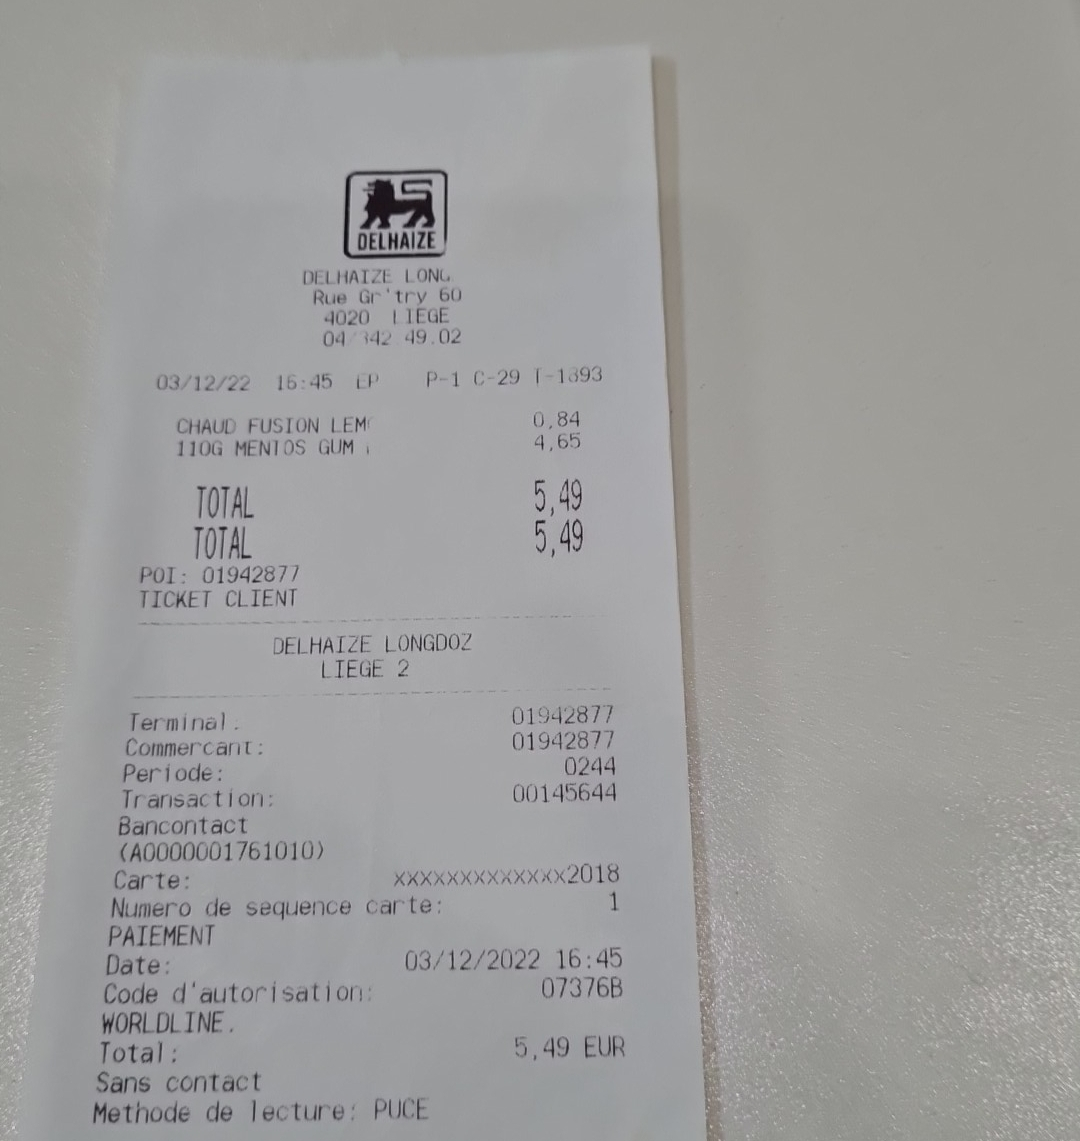 DELHAIZE
DELHAIZE LONG
Rue Gr'try 60
4020 LIEGE
04 342 49.02
03/12/22 16:45 EP P-1 C-29 T-1893
CHAUD FUSION LEMO 0,84
110G MENTOS GUM 4,65
TOTAL 5,49
TOTAL 5,49
POI: 01942877
TICKET CLIENT
DELHAIZE LONGDOZ
LIEGE 2
Terminal. 01942877
Commercant: 01942877
Periode: 0244
Transaction: 00145644
Bancontact
(A0000001761010)
Carte: xxxxxxxxxxxxx2018
Numero de sequence carte: 1
PAIEMENT
Date: 03/12/2022 16:45
Code d'autorisation: 07376B
WORLDLINE.
Total: 5,49 EUR
Sans contact
Methode de lecture: PUCE